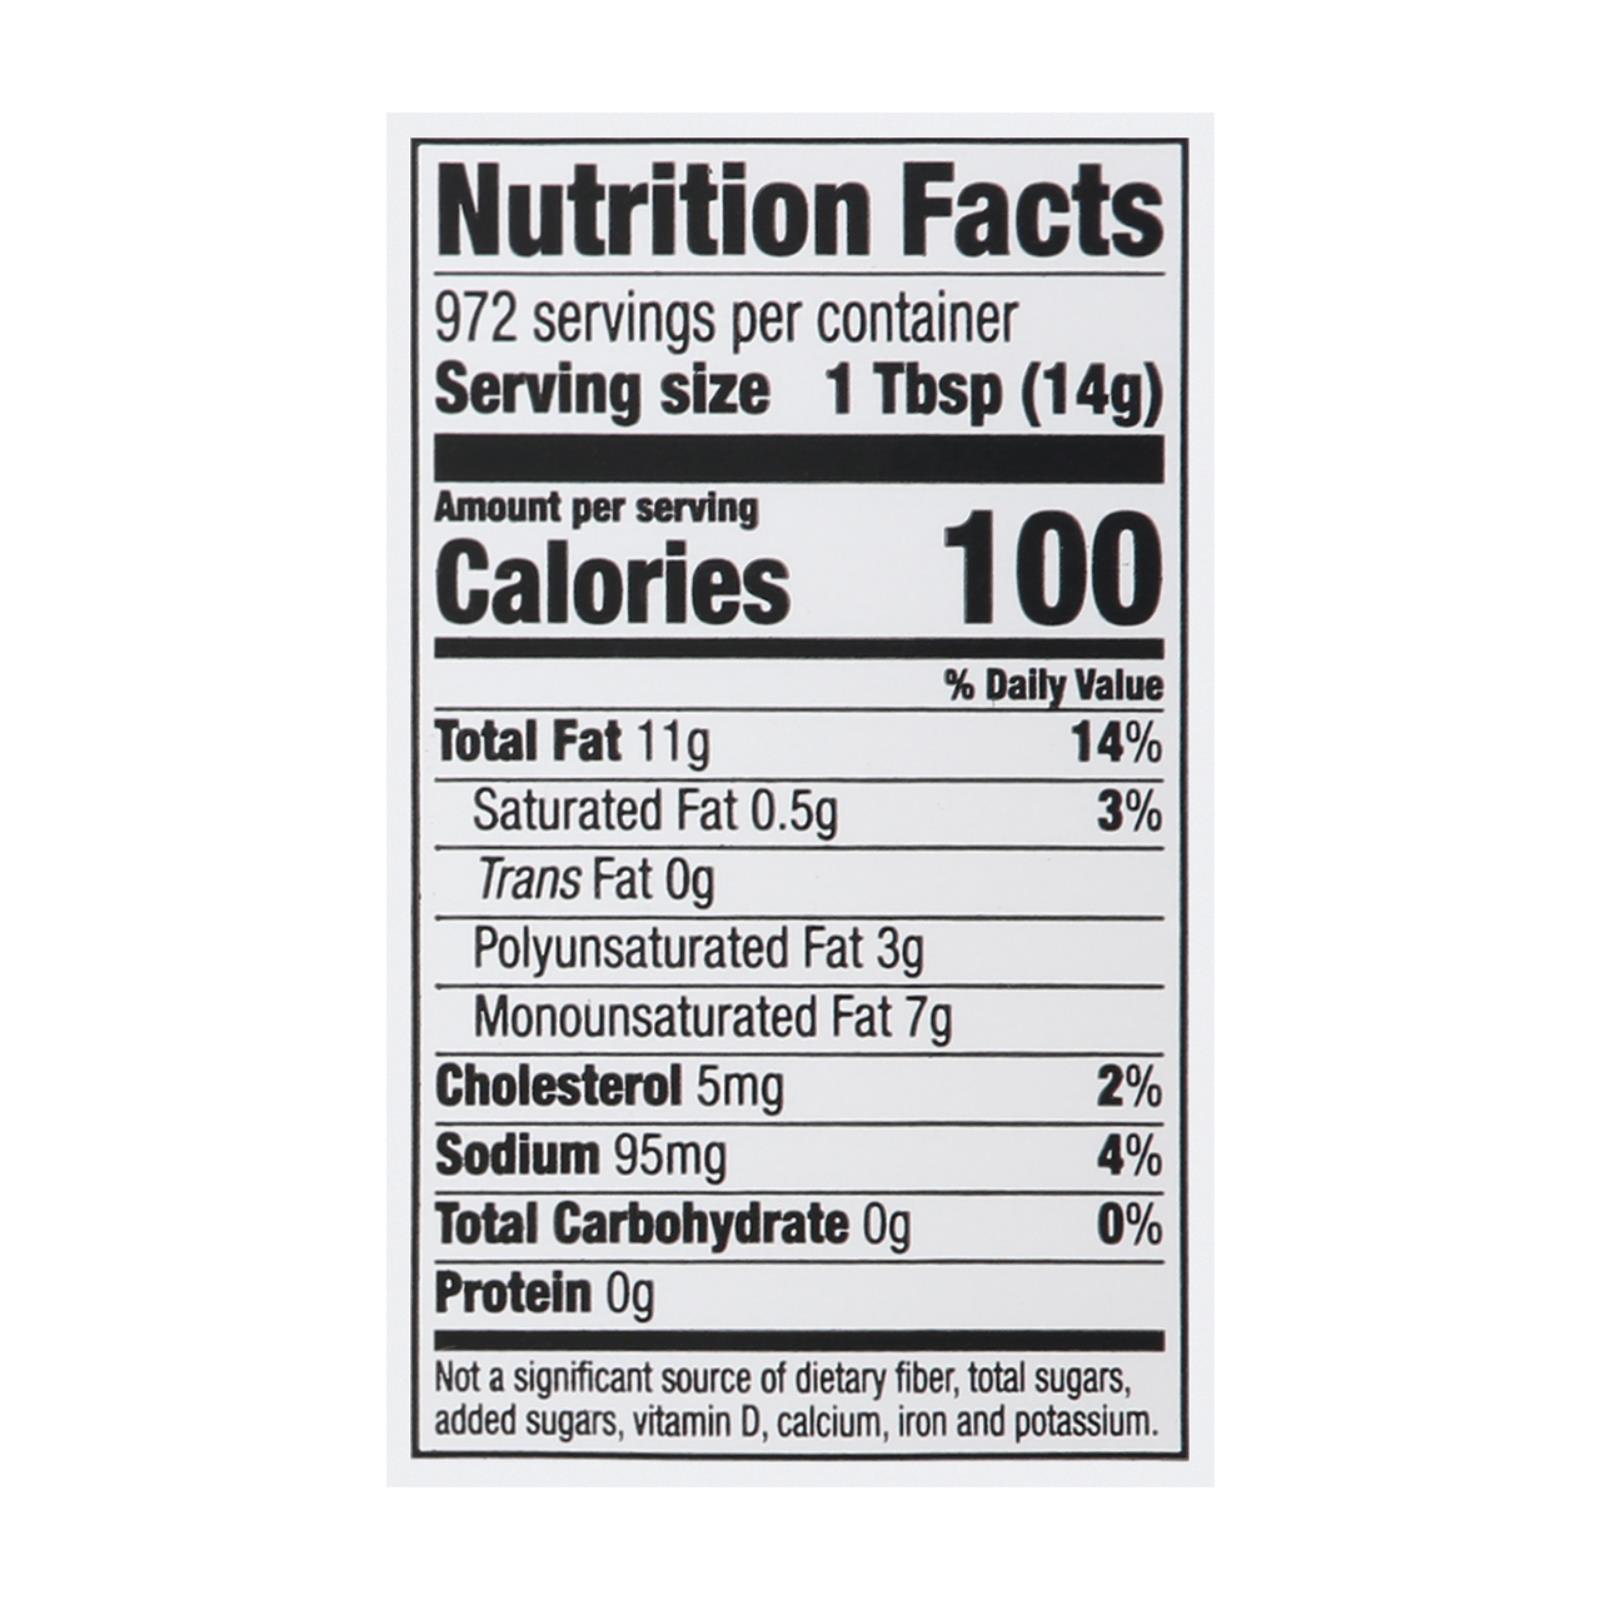 Nutrition Facts
972 servings per container
Serving size 1 Tbsp (14g)
Amount per serving
Calories 100
% Daily Value
Total Fat 11g 14%
Saturated Fat 0.5g 3%
Trans Fat 0g
Polyunsaturated Fat 3g
Monounsaturated Fat 7g
Cholesterol 5mg 2%
Sodium 95mg 4%
Total Carbohydrate 0g 0%
Protein 0g
Not a significant source of dietary fiber, total sugars,
added sugars, vitamin D, calcium, iron and potassium.